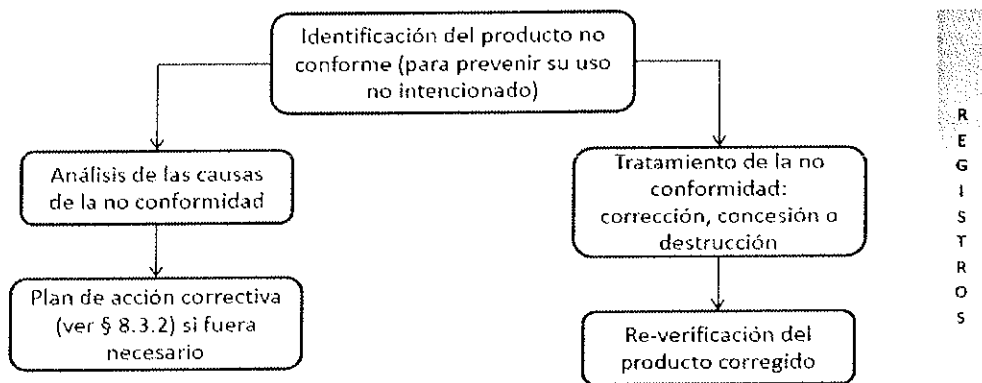 Identificación del producto no
conforme (para prevenir su uso
no intencionado)
Análisis de las causas
de la no conformidad
Tratamiento de la no
conformidad:
corrección, concesión o
destrucción
Plan de acción correctiva
(ver § 8.3.2) si fuera
necesario
Re-verificación del
producto corregido
R
E
G
I
S
T
R
O
S